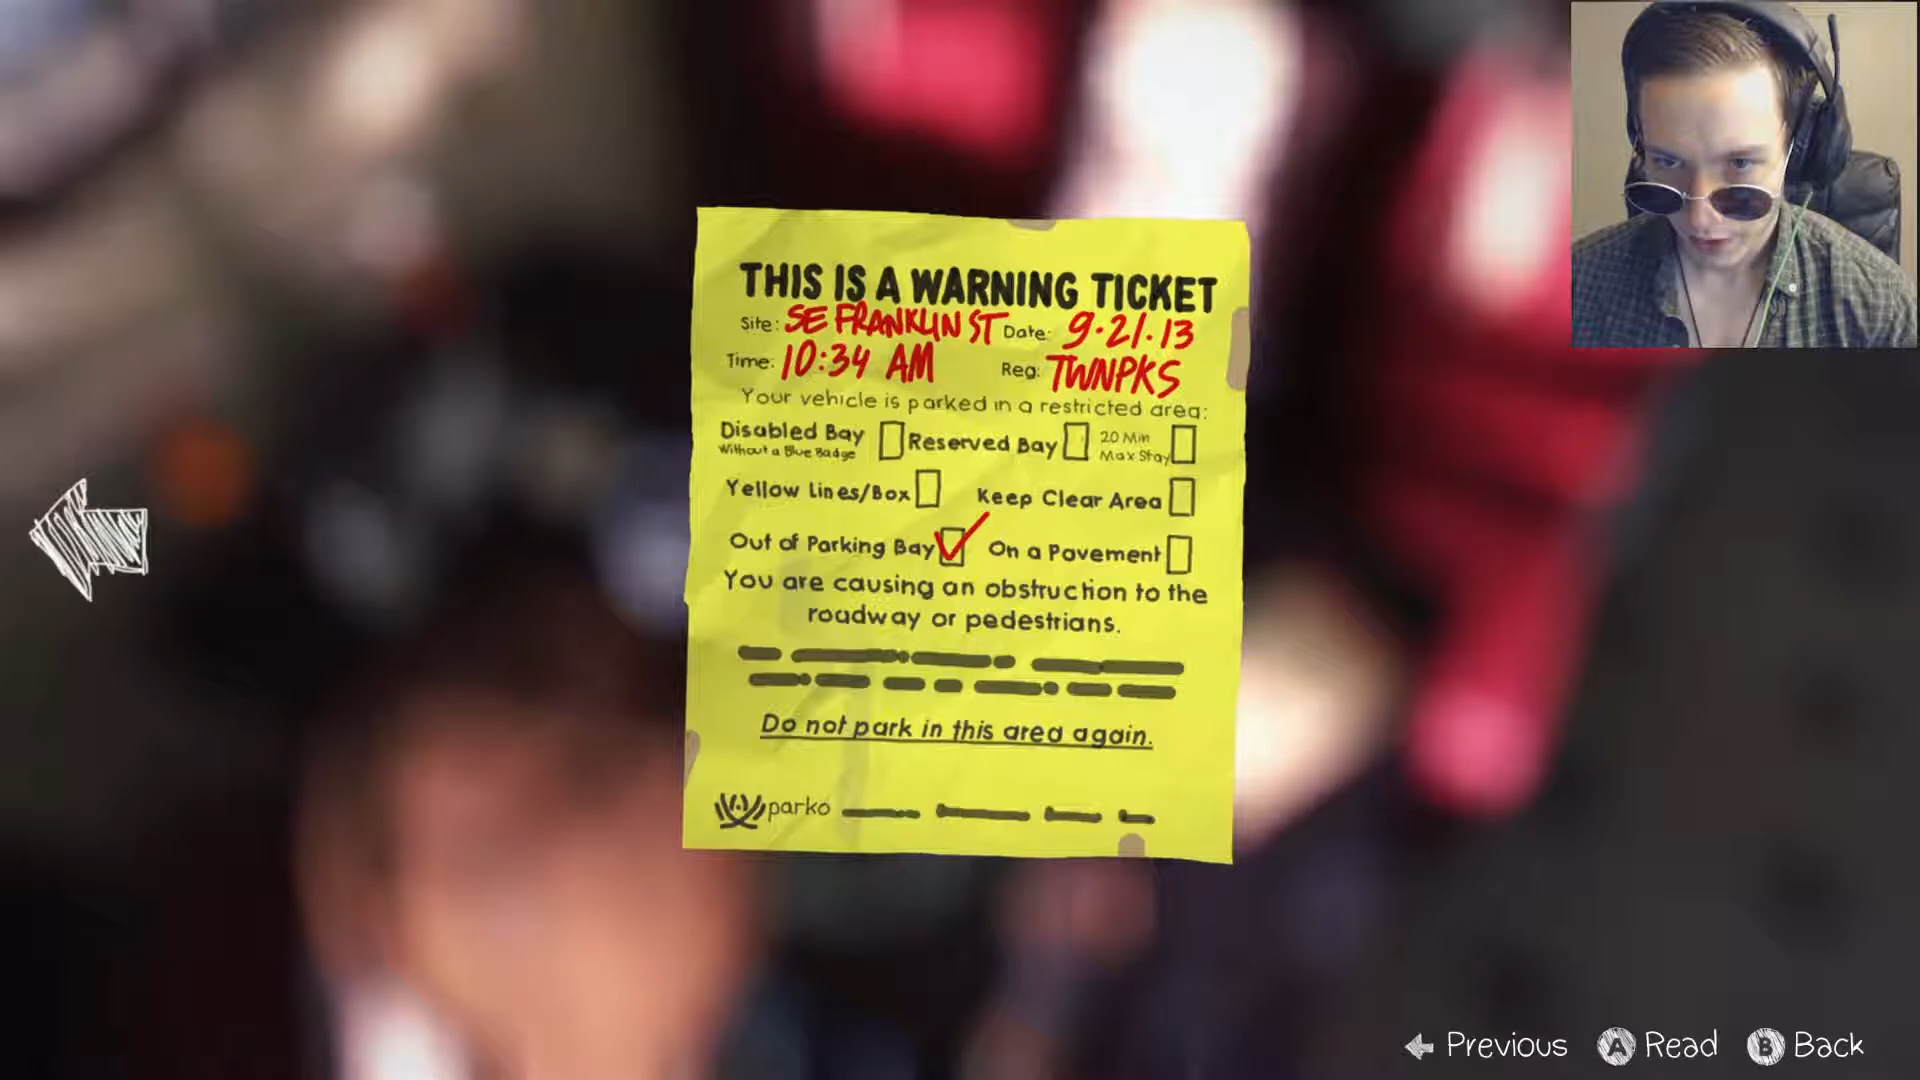 THIS IS A WARNING TICKET
Site: SE FRANKLIN ST Date: 9.21.13
Time: 10:34 AM Reg: TWNPKS
Your vehicle is parked in a restricted area:
Disabled Bay Reserved Bay 20 Min
Without a Blue Badge Max Stay
Yellow Lines/Box Keep Clear Area
Out of Parking Bay On a Pavement
You are causing an obstruction to the
roadway or pedestrians.
Do not park in this area again.
parko
Previous A Read B Back